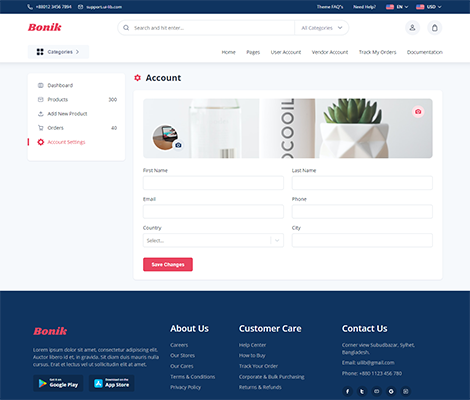 +88012 3456 7894 support.ui-lib.com Theme FAQ's Need Help? EN USD
Bonik Search and hit enter... All Categories
Categories Home Pages User Account Vendor Account Track My Orders Documentation
Dashboard
Products 300
Add New Product
Orders 40
Account Settings
Account
COOIL
First Name Last Name
Email Phone
Country City
Select...
Save Changes
Bonik
Lorem ipsum dolor sit amet, consectetur adipiscing elit.
Auctor libero id et, in gravida. Sit diam duis mauris nulla
cursus. Erat et lectus vel ut sollicitudin elit at amet.
Get it on
Google Play
Download on the
App Store
About Us
Careers
Our Stores
Our Cares
Terms & Conditions
Privacy Policy
Customer Care
Help Center
How to Buy
Track Your Order
Corporate & Bulk Purchasing
Returns & Refunds
Contact Us
Corner view Subudbazar, Sylhet,
Bangladesh.
Email: uilib@gmail.com
Phone: +880 1123 456 780